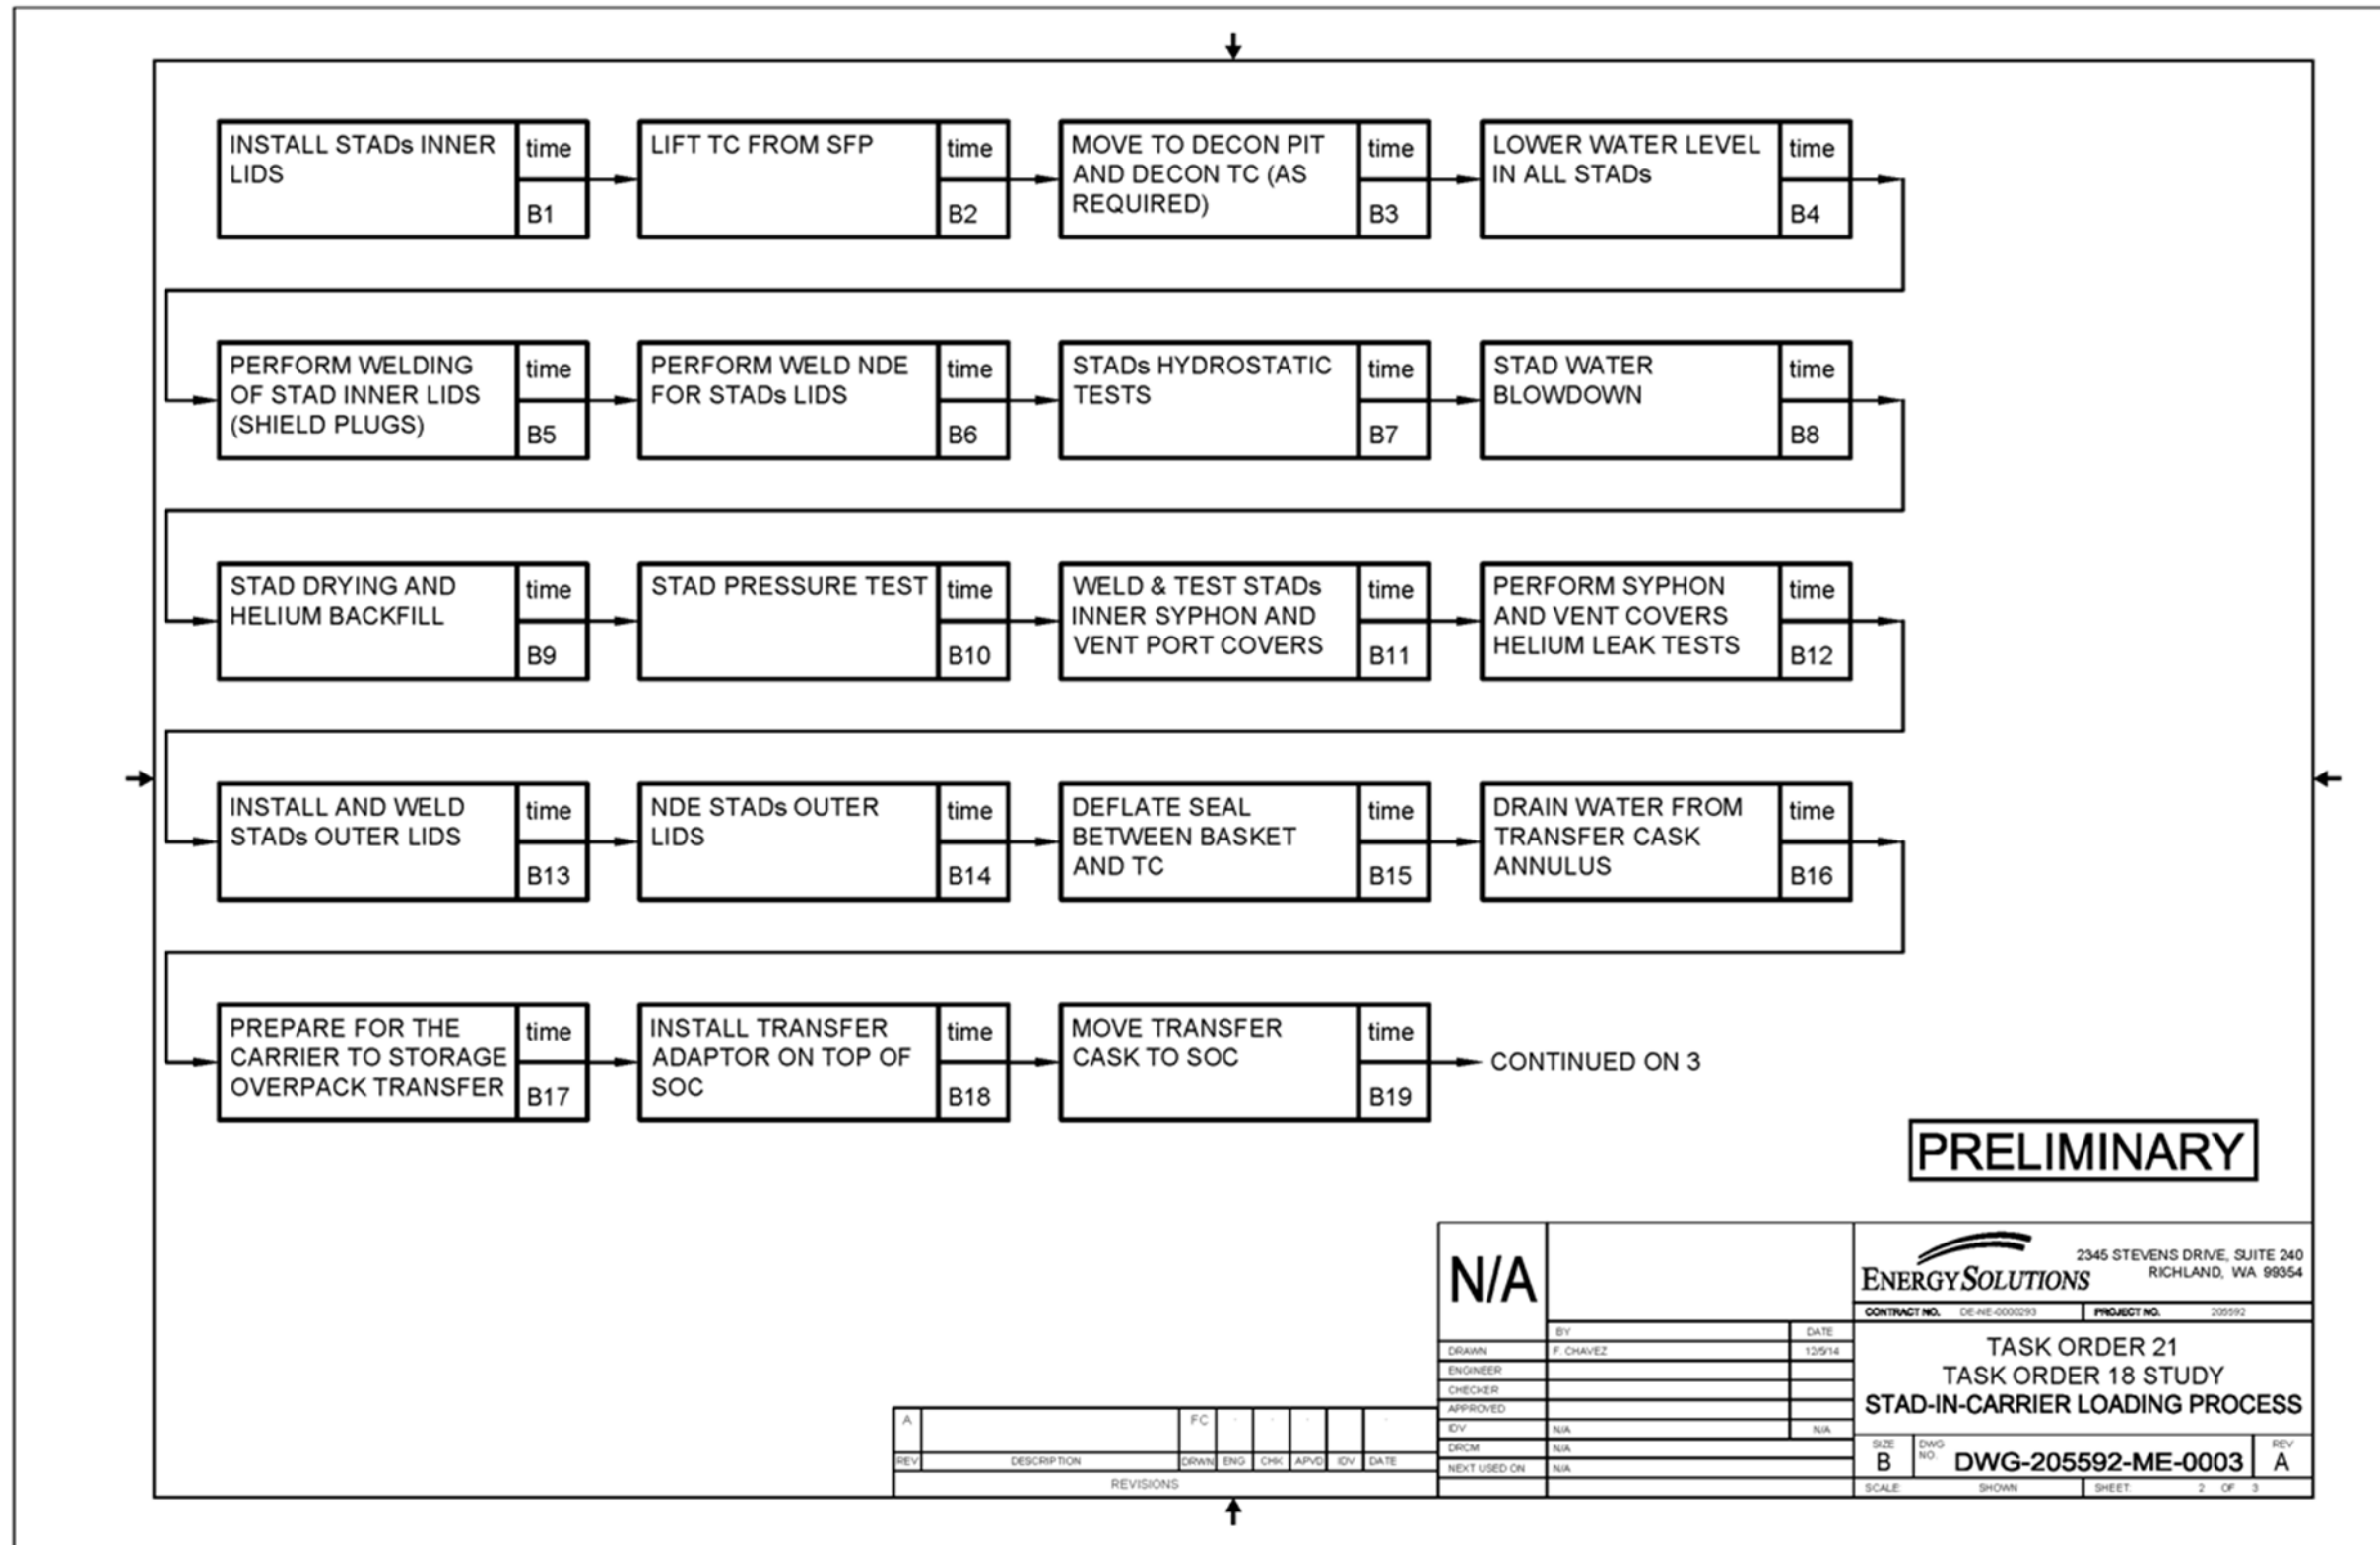 INSTALL STADs INNER
LIDS
time
B1
LIFT TC FROM SFP
time
B2
MOVE TO DECON PIT
AND DECON TC (AS
REQUIRED)
time
B3
LOWER WATER LEVEL
IN ALL STADs
time
B4
PERFORM WELDING
OF STAD INNER LIDS
(SHIELD PLUGS)
time
B5
PERFORM WELD NDE
FOR STADs LIDS
time
B6
STADs HYDROSTATIC
TESTS
time
B7
STAD WATER
BLOWDOWN
time
B8
STAD DRYING AND
HELIUM BACKFILL
time
B9
STAD PRESSURE TEST
time
B10
WELD & TEST STADs
INNER SYPHON AND
VENT PORT COVERS
time
B11
PERFORM SYPHON
AND VENT COVERS
HELIUM LEAK TESTS
time
B12
INSTALL AND WELD
STADs OUTER LIDS
time
B13
NDE STADs OUTER
LIDS
time
B14
DEFLATE SEAL
BETWEEN BASKET
AND TC
time
B15
DRAIN WATER FROM
TRANSFER CASK
ANNULUS
time
B16
PREPARE FOR THE
CARRIER TO STORAGE
OVERPACK TRANSFER
time
B17
INSTALL TRANSFER
ADAPTOR ON TOP OF
SOC
time
B18
MOVE TRANSFER
CASK TO SOC
time
B19
CONTINUED ON 3
PRELIMINARY
N/A
BY DATE
DRAWN F. CHAVEZ 12/5/14
ENGINEER
CHECKER
APPROVED
IDV N/A N/A
DRCM N/A
NEXT USED ON N/A
ENERGYSOLUTIONS
2345 STEVENS DRIVE, SUITE 240
RICHLAND, WA 99354
CONTRACT NO. DE-NE-0000293 PROJECT NO. 205592
TASK ORDER 21
TASK ORDER 18 STUDY
STAD-IN-CARRIER LOADING PROCESS
SIZE
B
DWG
NO.
DWG-205592-ME-0003
REV
A
SCALE: SHOWN SHEET: 2 OF 3
A FC
REV DESCRIPTION DRWN ENG CHK APVD IDV DATE
REVISIONS